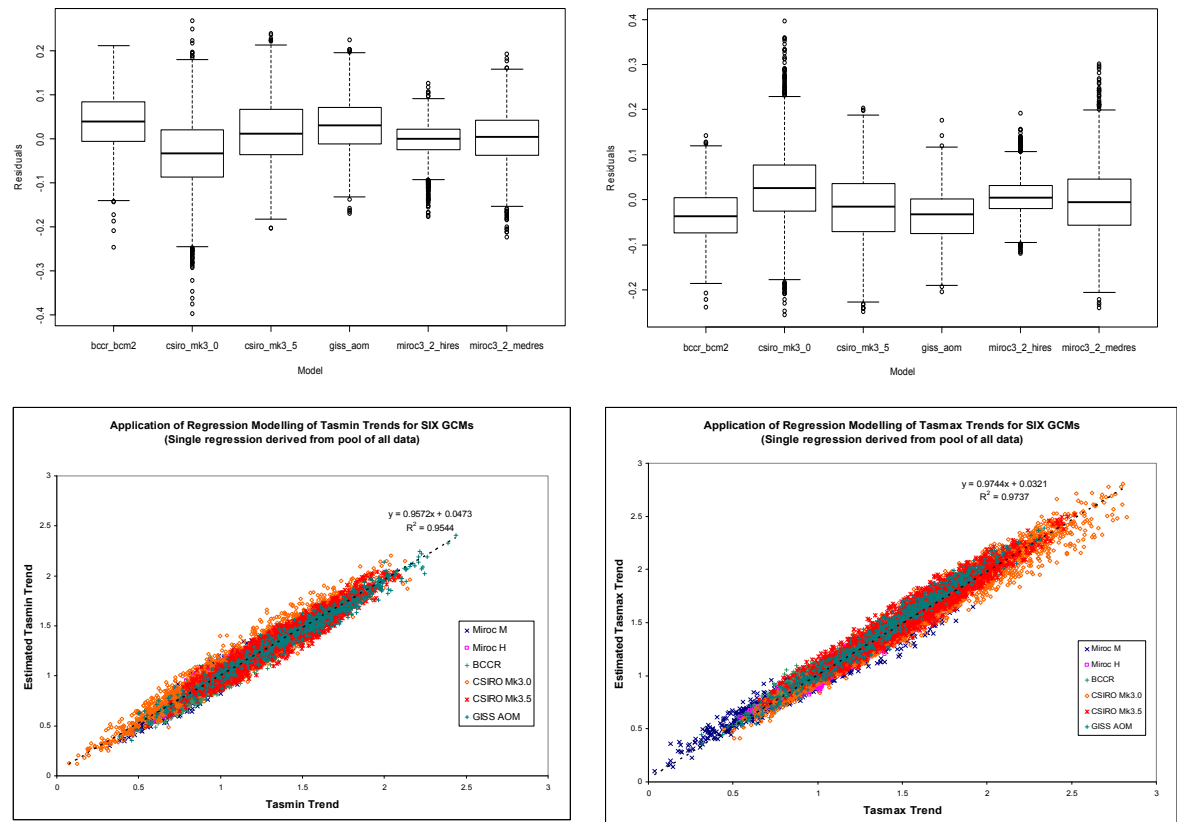 Residuals
0.2
0.1
0.0
-0.1
-0.2
-0.3
-0.4
bccr_bcm2 csiro_mk3_0 csiro_mk3_5 giss_aom miroc3_2_hires miroc3_2_medres
Model
Residuals
0.4
0.3
0.2
0.1
0.0
-0.1
-0.2
bccr_bcm2 csiro_mk3_0 csiro_mk3_5 giss_aom miroc3_2_hires miroc3_2_medres
Model
Application of Regression Modelling of Tasmin Trends for SIX GCMs
(Single regression derived from pool of all data)
y = 0.9572x + 0.0473
R² = 0.9544
Estimated Tasmin Trend
3
2.5
2
1.5
1
0.5
0
0 0.5 1 1.5 2 2.5 3
Tasmin Trend
Miroc M
Miroc H
BCCR
CSIRO Mk3.0
CSIRO Mk3.5
GISS AOM
Application of Regression Modelling of Tasmax Trends for SIX GCMs
(Single regression derived from pool of all data)
y = 0.9744x + 0.0321
R² = 0.9737
Estimated Tasmax Trend
3
2.5
2
1.5
1
0.5
0
0 0.5 1 1.5 2 2.5 3
Tasmax Trend
Miroc M
Miroc H
BCCR
CSIRO Mk3.0
CSIRO Mk3.5
GISS AOM